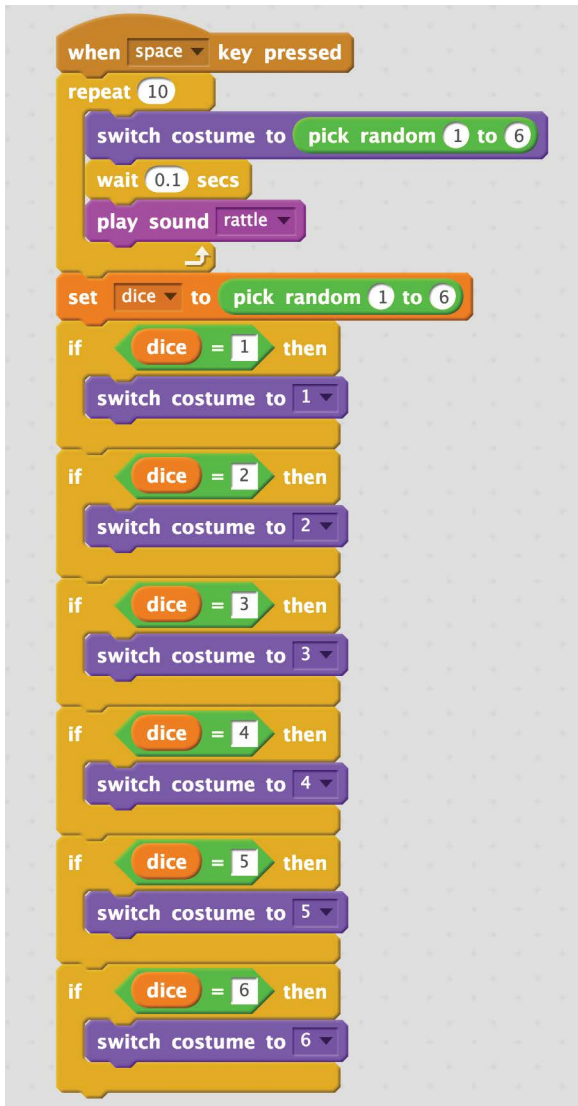 when space key pressed
repeat 10
switch costume to pick random 1 to 6
wait 0.1 secs
play sound rattle
set dice to pick random 1 to 6
if dice = 1 then
switch costume to 1
if dice = 2 then
switch costume to 2
if dice = 3 then
switch costume to 3
if dice = 4 then
switch costume to 4
if dice = 5 then
switch costume to 5
if dice = 6 then
switch costume to 6